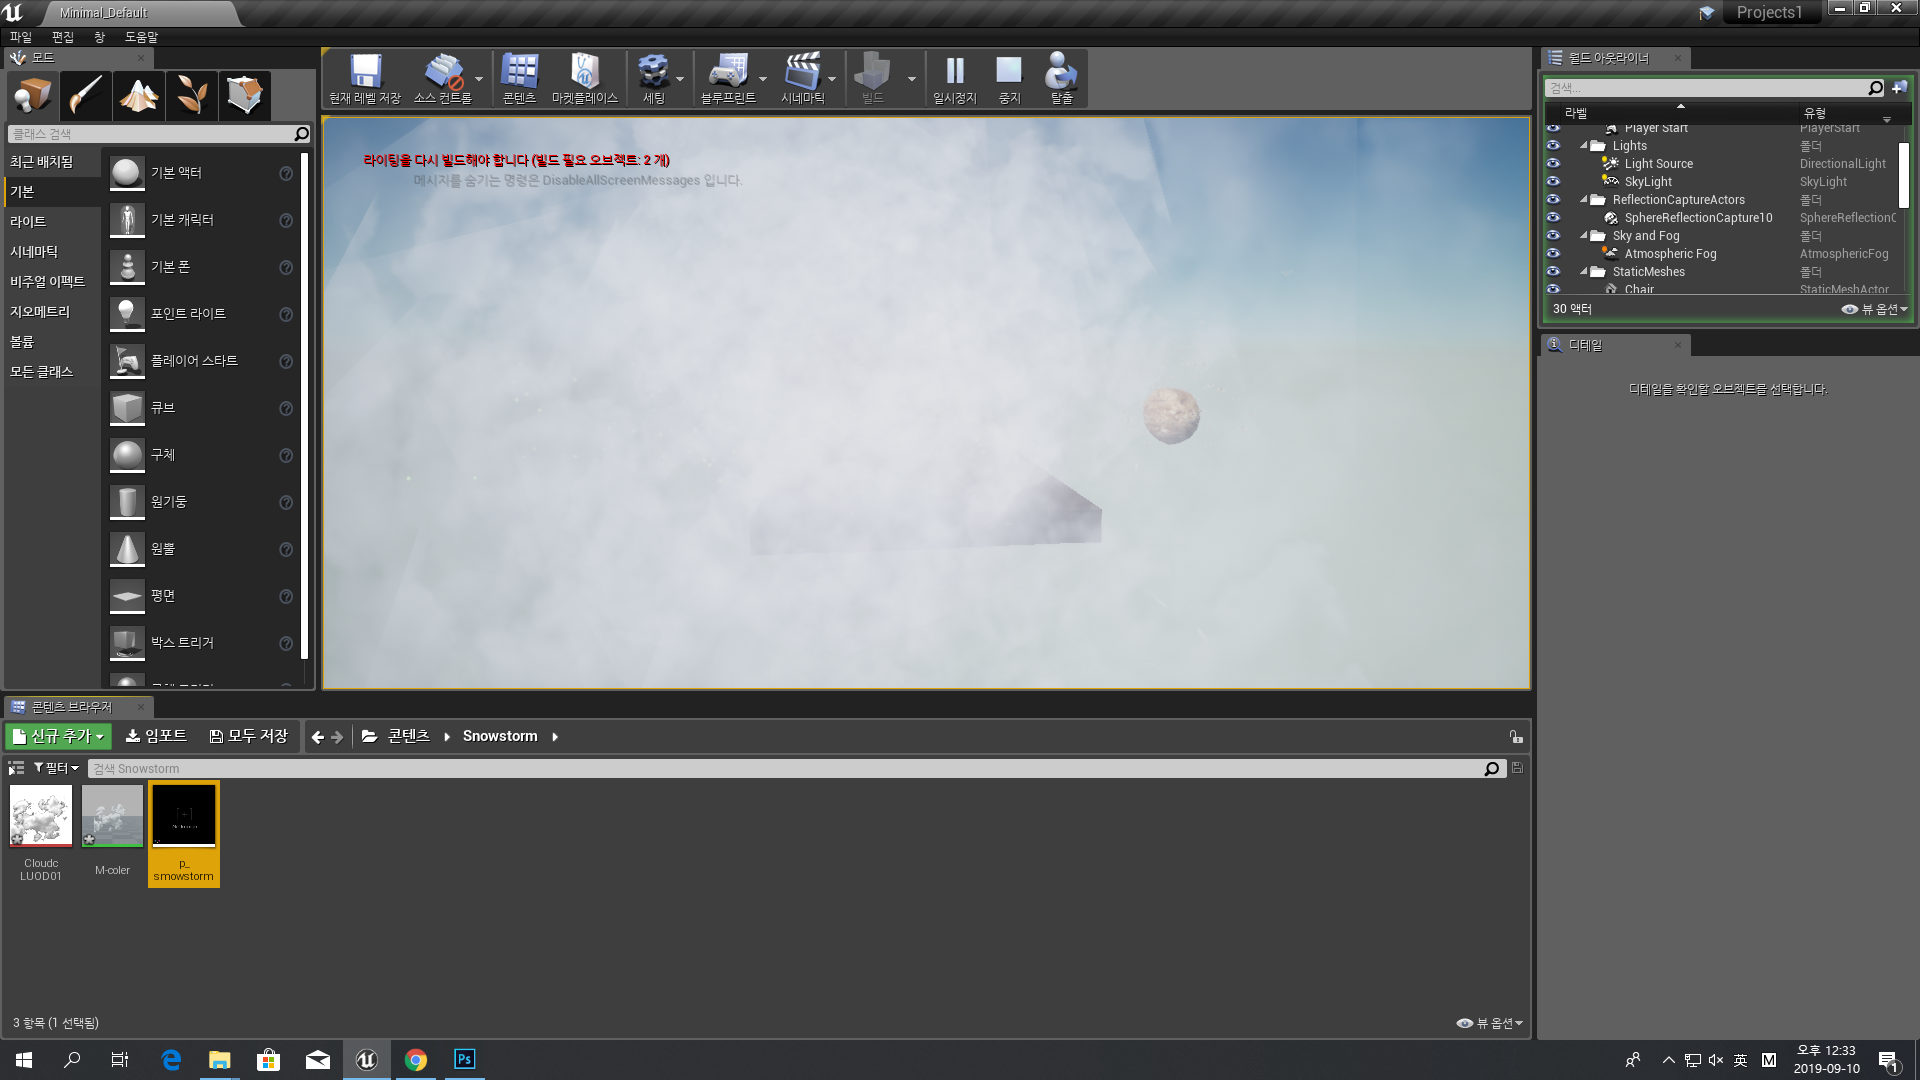 Minimal_Default
Projects1
파일 편집 창 도움말
모드
클래스 검색
최근 배치됨
기본
라이트
시네마틱
비주얼 이펙트
지오메트리
볼륨
모든 클래스
기본 액터
기본 캐릭터
기본 폰
포인트 라이트
플레이어 스타트
큐브
구체
원기둥
원뿔
평면
박스 트리거
현재 레벨 저장
소스 컨트롤
콘텐츠
마켓플레이스
세팅
블루프린트
시네마틱
빌드
일시정지
중지
탈출
라이팅을 다시 빌드해야 합니다 (빌드 필요 오브젝트: 2 개)
메시지를 숨기는 명령은 DisableAllScreenMessages 입니다.
월드 아웃라이너
검색...
라벨 유형
Player Start PlayerStart
Lights 폴더
Light Source DirectionalLight
SkyLight SkyLight
ReflectionCaptureActors 폴더
SphereReflectionCapture10 SphereReflectionC
Sky and Fog 폴더
Atmospheric Fog AtmosphericFog
StaticMeshes 폴더
Chair StaticMeshActor
30 액터
뷰 옵션
디테일
디테일을 확인할 오브젝트를 선택합니다.
콘텐츠 브라우저
신규 추가
임포트
모두 저장
콘텐츠
Snowstorm
필터
검색 Snowstorm
Cloudc
LUOD01
M-coler
p_
smowstorm
3 항목 (1 선택됨)
뷰 옵션
Ps
英
M
오후 12:33
2019-09-10
1